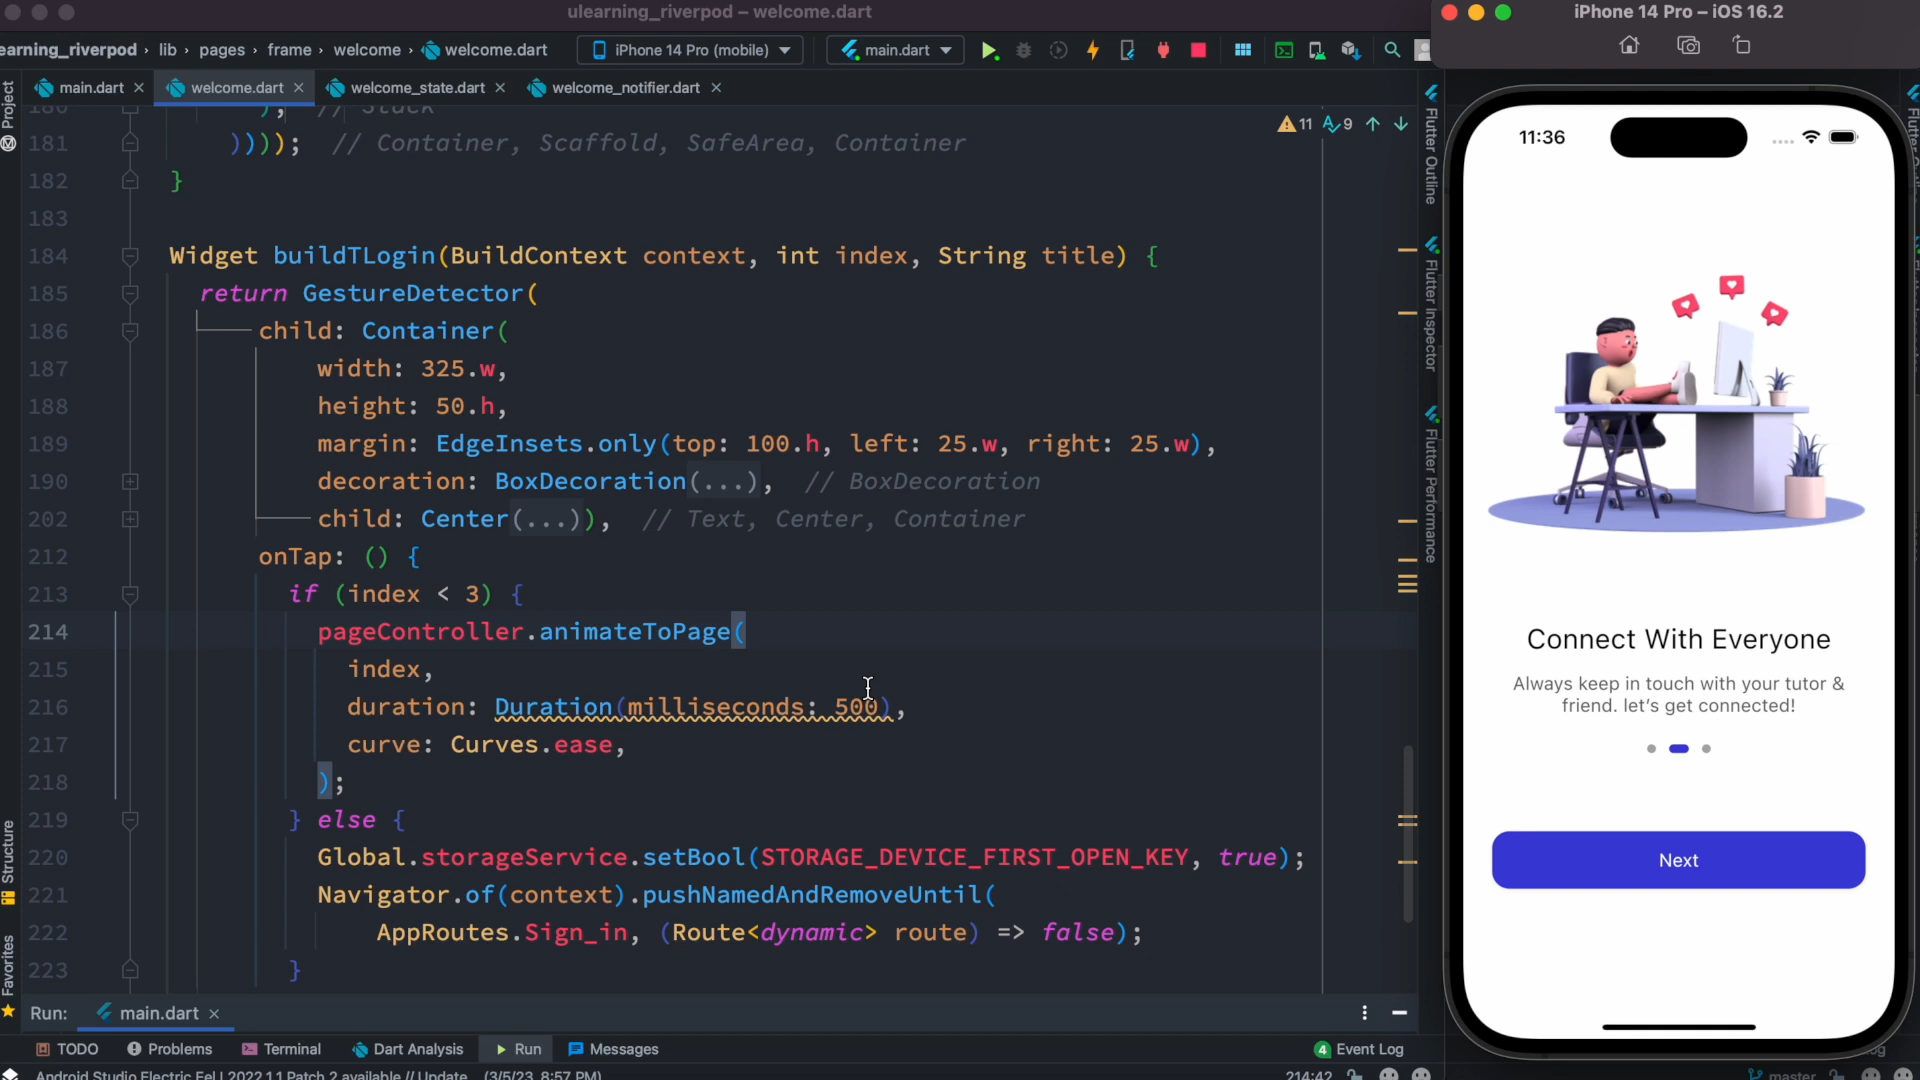 ulearning_riverpod – welcome.dart
iPhone 14 Pro – iOS 16.2
earning_riverpod › lib › pages › frame › welcome › welcome.dart
iPhone 14 Pro (mobile)
main.dart
main.dart
welcome.dart
welcome_state.dart
welcome_notifier.dart
Project
180 ), // Stack
181 )))); // Container, Scaffold, SafeArea, Container
11 9
182 }
183
184 Widget buildTLogin(BuildContext context, int index, String title) {
185 return GestureDetector(
186 child: Container(
187 width: 325.w,
188 height: 50.h,
189 margin: EdgeInsets.only(top: 100.h, left: 25.w, right: 25.w),
190 decoration: BoxDecoration(...), // BoxDecoration
202 child: Center(...)), // Text, Center, Container
212 onTap: () {
213 if (index < 3) {
214 pageController.animateToPage(
215 index,
216 duration: Duration(milliseconds: 500),
217 curve: Curves.ease,
218 );
219 } else {
220 Global.storageService.setBool(STORAGE_DEVICE_FIRST_OPEN_KEY, true);
221 Navigator.of(context).pushNamedAndRemoveUntil(
222 AppRoutes.Sign_in, (Route<dynamic> route) => false);
223 }
Structure
Favorites
Flutter Outline
Flutter Inspector
Flutter Performance
11:36
Connect With Everyone
Always keep in touch with your tutor &
friend. let's get connected!
Next
Run: main.dart
TODO
Problems
Terminal
Dart Analysis
Run
Messages
4 Event Log
Android Studio Electric Eel | 2022.1.1 Patch 2 available // Update... (3/5/23, 8:57 PM)
214:42
master